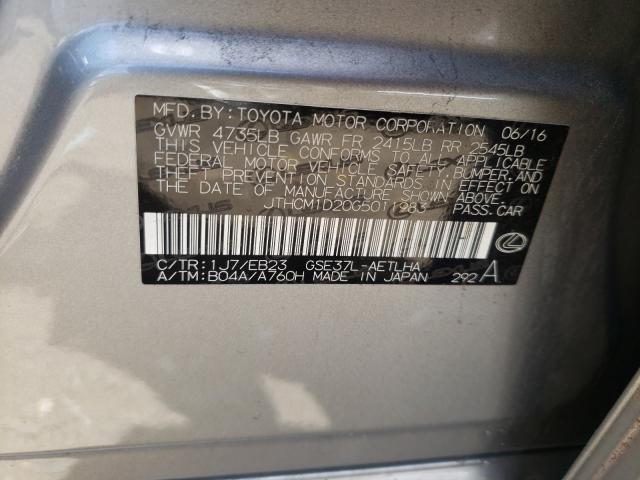 MFD. BY: TOYOTA MOTOR CORPORATION 06/16
GVWR 4735LB GAWR FR 2415LB RR 2545LB
THIS VEHICLE CONFORMS TO ALL APPLICABLE
FEDERAL MOTOR VEHICLE SAFETY, BUMPER, AND
THEFT PREVENTION STANDARDS IN EFFECT ON
THE DATE OF MANUFACTURE SHOWN ABOVE.
PASS. CAR
C/TR: 1J7/EB23 GSE37L-AETLHA
A/TM: B04A/A760H MADE IN JAPAN 292 A